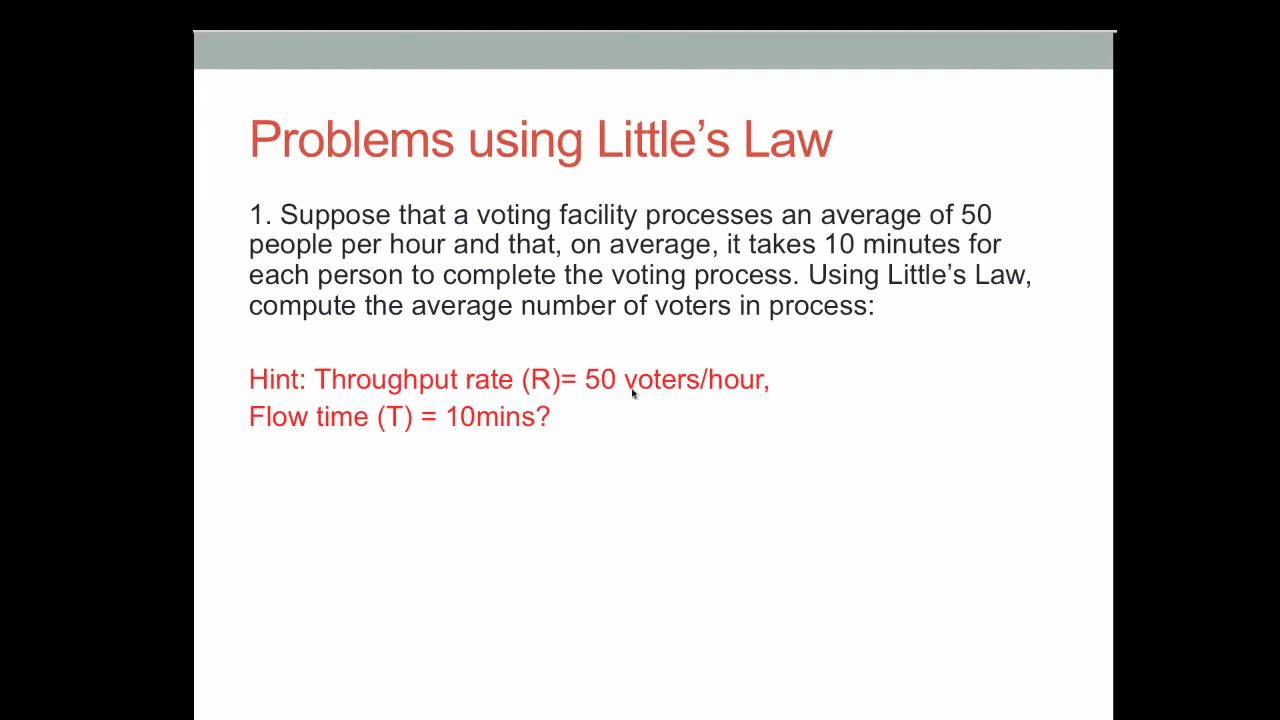 Problems using Little’s Law
1. Suppose that a voting facility processes an average of 50
people per hour and that, on average, it takes 10 minutes for
each person to complete the voting process. Using Little’s Law,
compute the average number of voters in process:
Hint: Throughput rate (R)= 50 voters/hour,
Flow time (T) = 10mins?